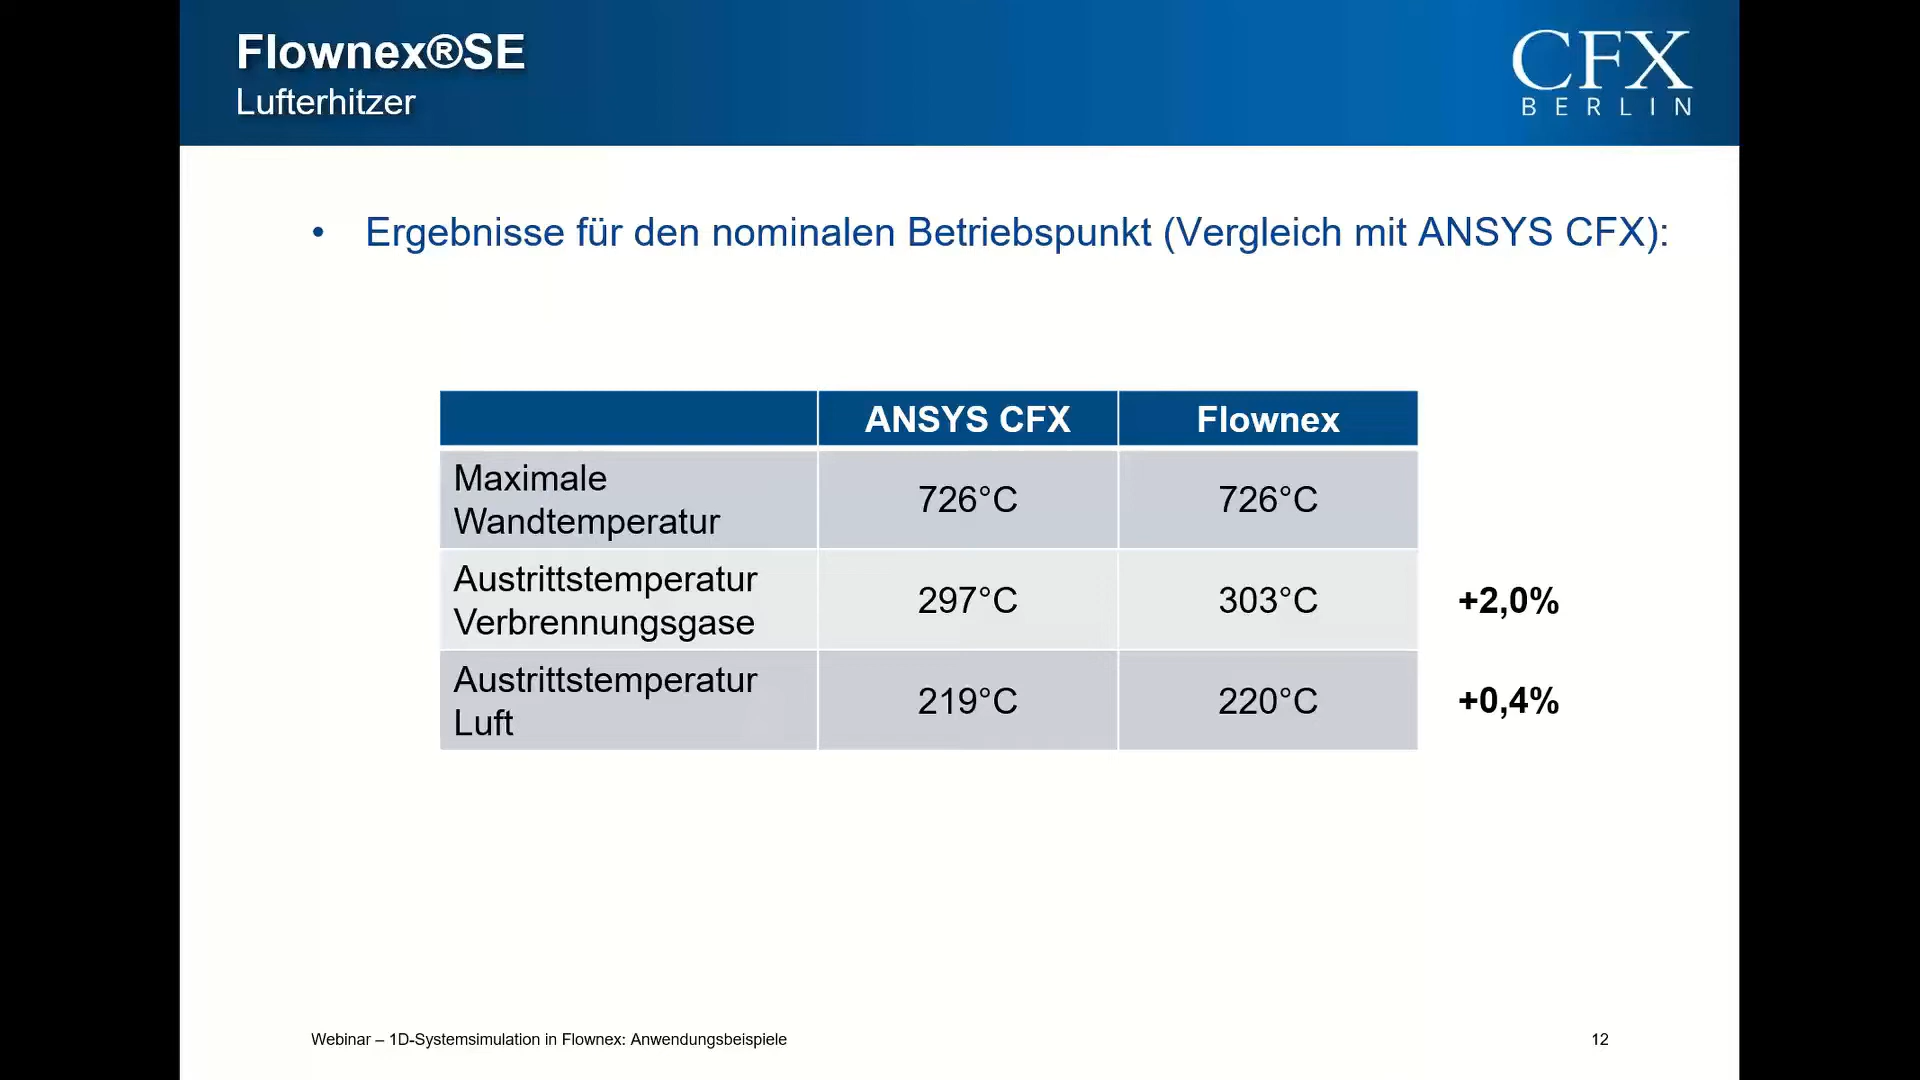 Flownex®SE
Lufterhitzer
CFX
BERLIN
• Ergebnisse für den nominalen Betriebspunkt (Vergleich mit ANSYS CFX):
ANSYS CFX Flownex
Maximale
Wandtemperatur
726°C 726°C
Austrittstemperatur
Verbrennungsgase
297°C 303°C +2,0%
Austrittstemperatur
Luft
219°C 220°C +0,4%
Webinar – 1D-Systemsimulation in Flownex: Anwendungsbeispiele 12